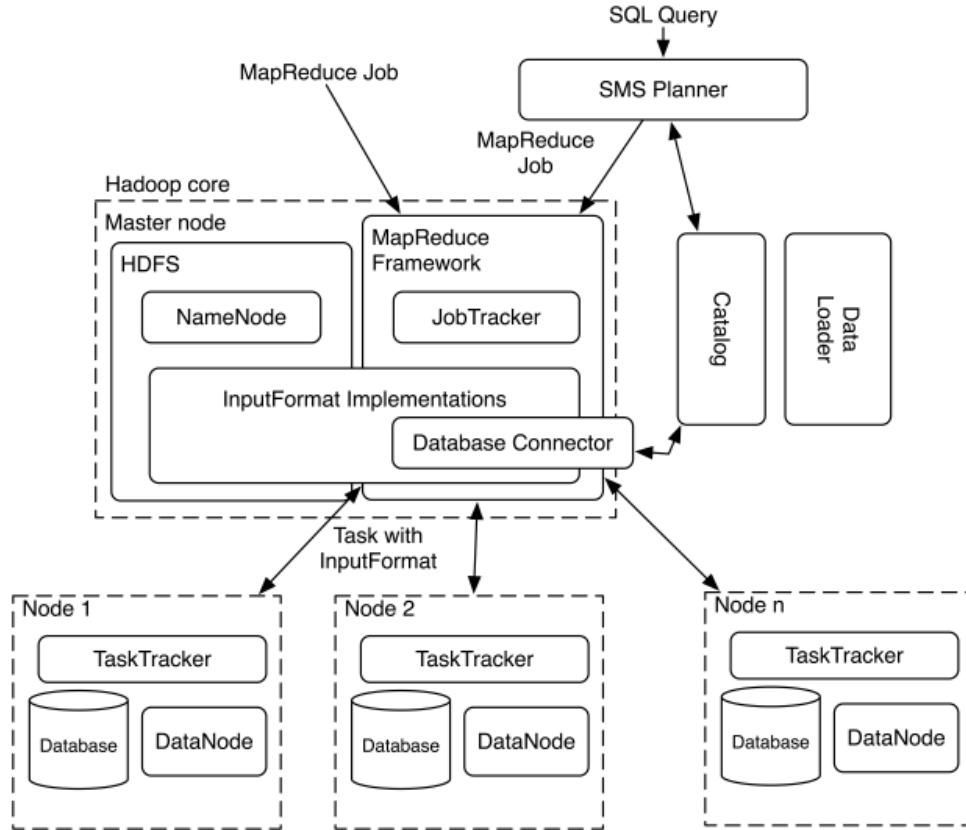 SQL Query
SMS Planner
MapReduce Job
MapReduce
Job
Hadoop core
Master node
HDFS
NameNode
MapReduce
Framework
JobTracker
InputFormat Implementations
Database Connector
Catalog
Data
Loader
Task with
InputFormat
Node 1
TaskTracker
Database
DataNode
Node 2
TaskTracker
Database
DataNode
Node n
TaskTracker
Database
DataNode